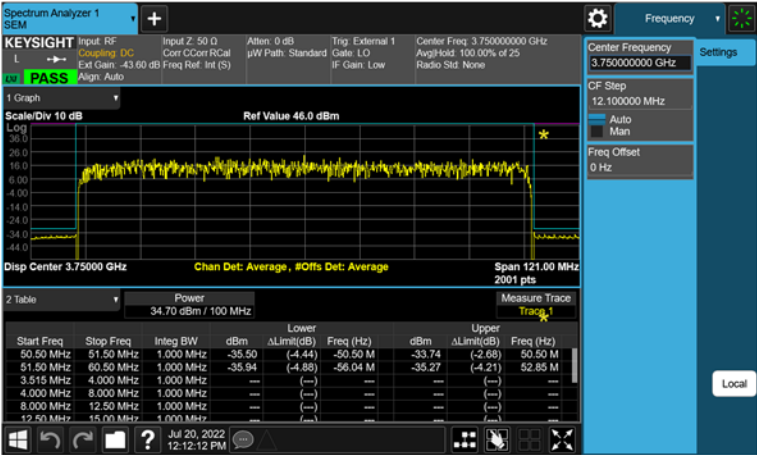 Spectrum Analyzer 1
SEM
Frequency
KEYSIGHT Input: RF Input Z: 50 Ω Atten: 0 dB Trig: External 1 Center Freq: 3.750000000 GHz
L Coupling: DC Corr CCorr RCal µW Path: Standard Gate: LO Avg|Hold: 100.00% of 25
Ext Gain: -43.60 dB Freq Ref: Int (S) IF Gain: Low Radio Std: None
PASS Align: Auto
1 Graph
Scale/Div 10 dB Ref Value 46.0 dBm
Log
36.0
26.0
16.0
6.00
-4.00
-14.0
-24.0
-34.0
-44.0
Disp Center 3.75000 GHz Chan Det: Average, #Offs Det: Average Span 121.00 MHz
2001 pts
2 Table Power Measure Trace
34.70 dBm / 100 MHz Trace 1
Lower Upper
Start Freq Stop Freq Integ BW dBm ΔLimit(dB) Freq (Hz) dBm ΔLimit(dB) Freq (Hz)
50.50 MHz 51.50 MHz 1.000 MHz -35.50 (-4.44) -50.50 M -33.74 (-2.68) 50.50 M
51.50 MHz 60.50 MHz 1.000 MHz -35.94 (-4.88) -56.04 M -35.27 (-4.21) 52.85 M
3.515 MHz 4.000 MHz 1.000 MHz --- (---) --- --- (---) ---
4.000 MHz 8.000 MHz 1.000 MHz --- (---) --- --- (---) ---
8.000 MHz 12.50 MHz 1.000 MHz --- (---) --- --- (---) ---
12.50 MHz 15.00 MHz 1.000 MHz --- (---) --- --- (---) ---
Jul 20, 2022
12:12:12 PM
Center Frequency
3.750000000 GHz
Settings
CF Step
12.100000 MHz
Auto
Man
Freq Offset
0 Hz
Local